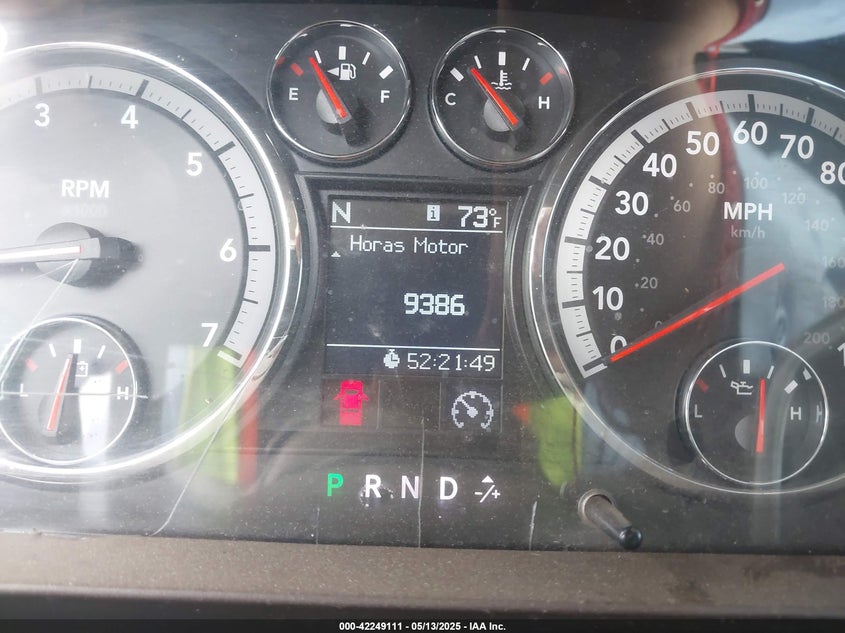 E F
C H
3 4 5 6 7
RPM
x1000
L H
N i 73°F
Horas Motor
9386
52:21:49
0 10 20 30 40 50 60 70 80
20 40 60 80 100 120 140 160 180 200
MPH
km/h
L H
P R N D -/+
000-42249111 - 05/13/2025 - IAA Inc.